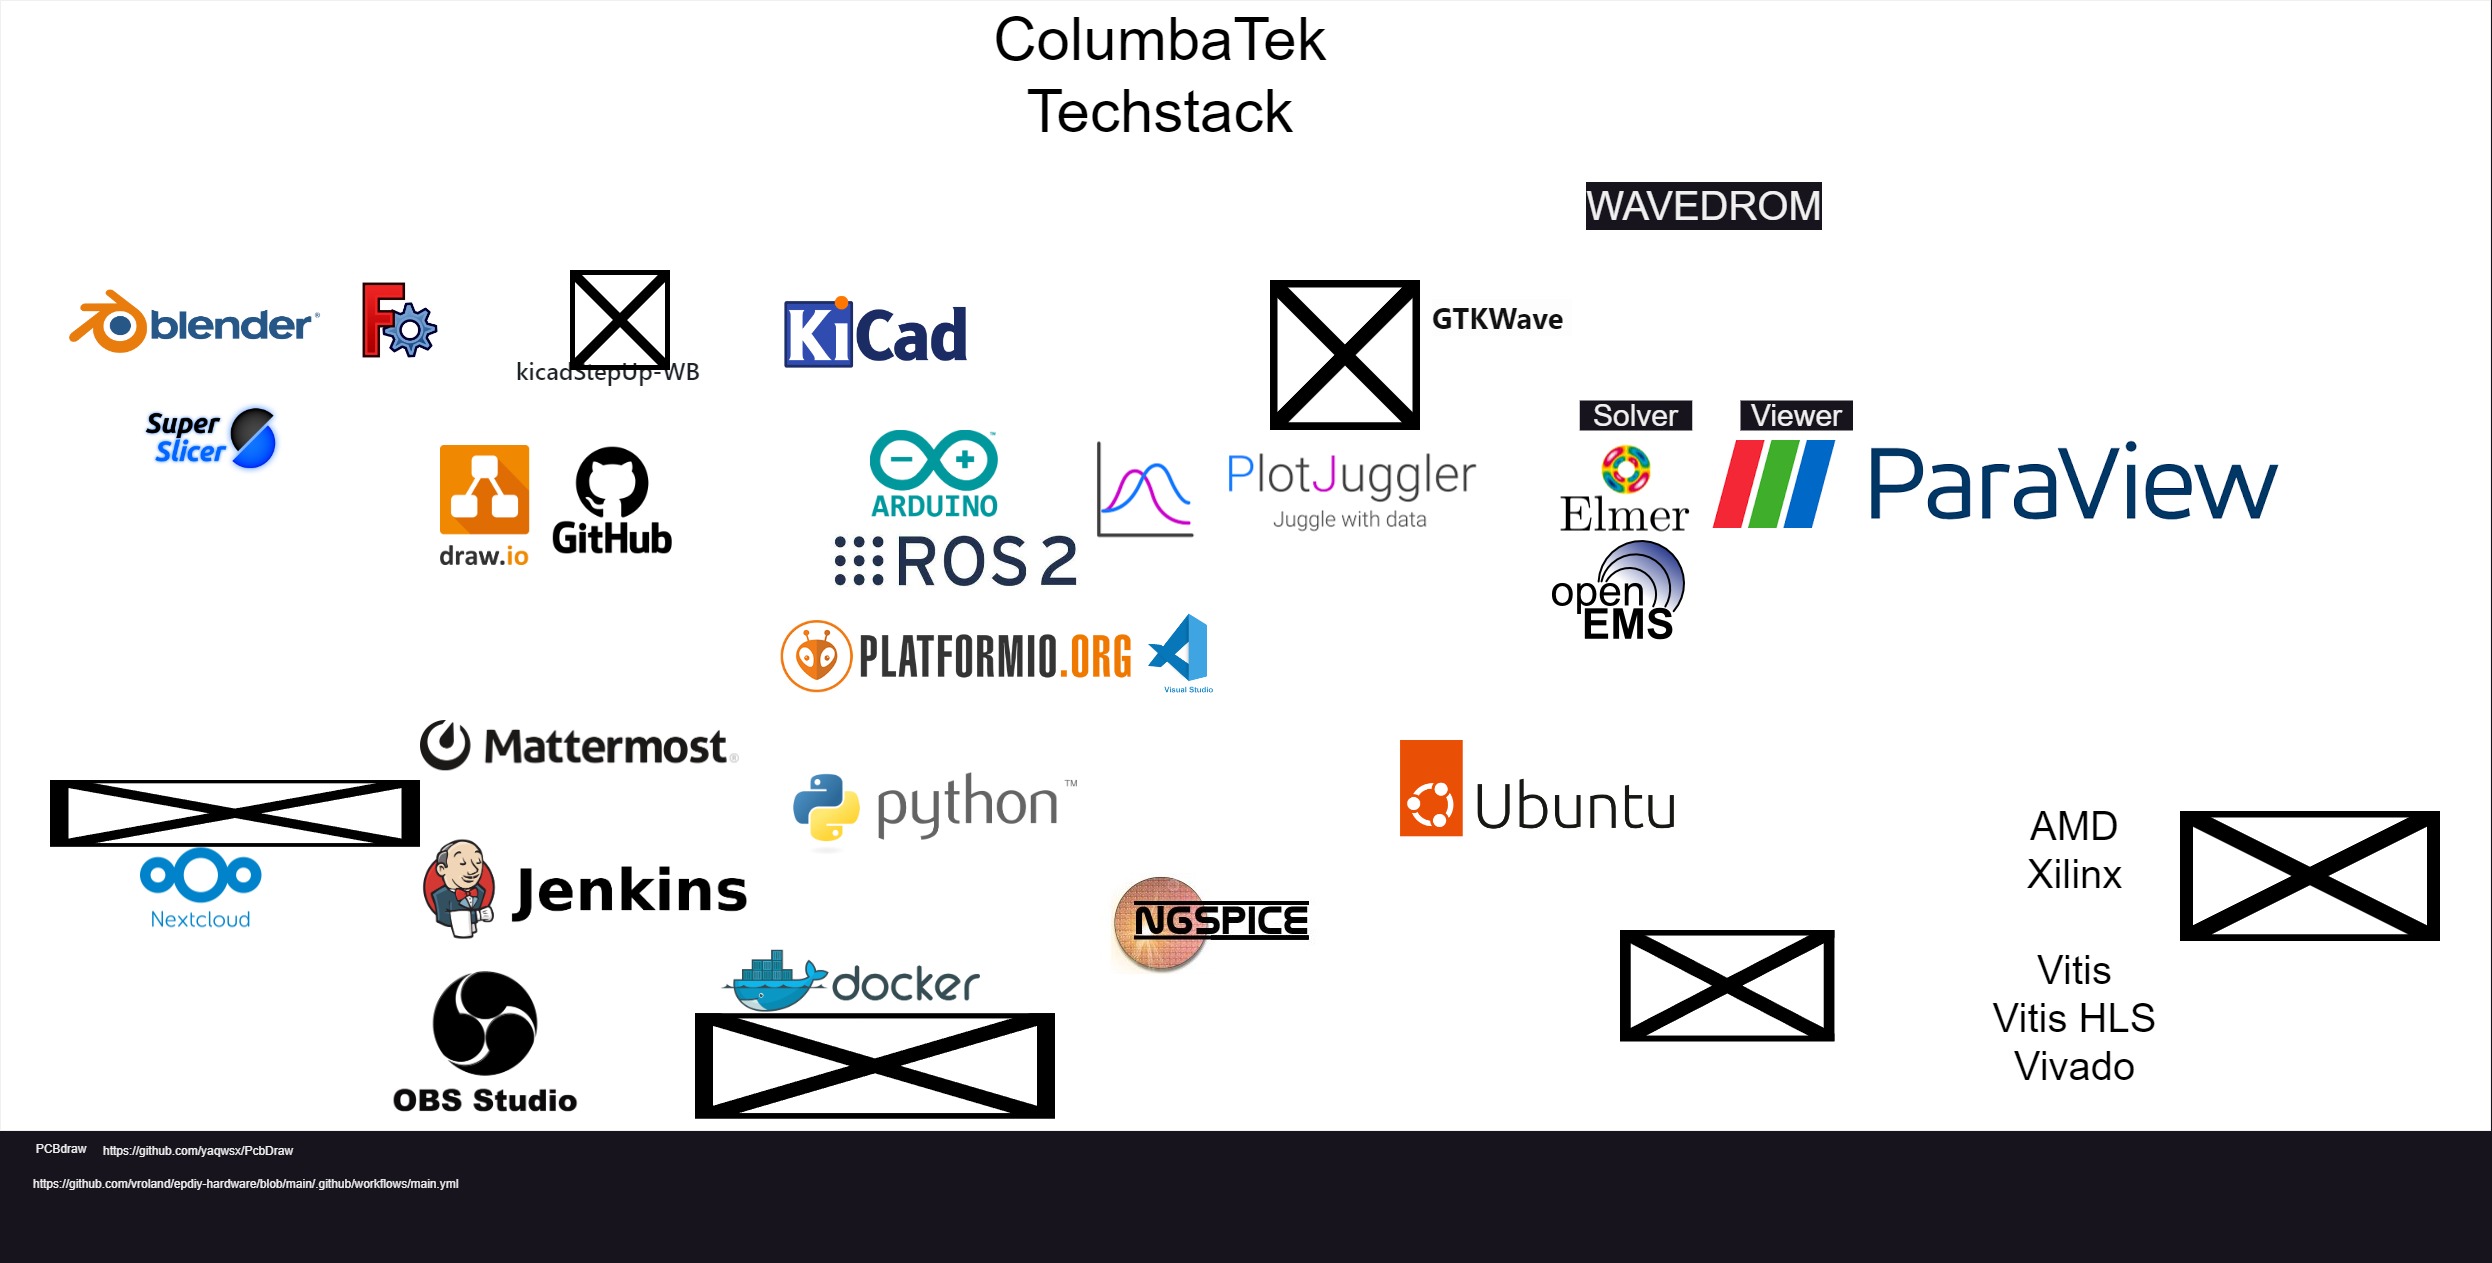 ColumbaTek
Techstack
WAVEDROM
blender®
kicadStepUp-WB
KiCad
GTKWave
Super
Slicer
draw.io
GitHub
ARDUINO
™
ROS 2
PlotJuggler
Juggle with data
Solver
Viewer
Elmer
ParaView
open
EMS
PLATFORMIO.ORG
Visual Studio
Mattermost®
python™
Ubuntu
Nextcloud
Jenkins
NGSPICE
AMD
Xilinx
Vitis
Vitis HLS
Vivado
docker
OBS Studio
PCBdraw
https://github.com/yaqwsx/PcbDraw
https://github.com/vroland/epdiy-hardware/blob/main/.github/workflows/main.yml